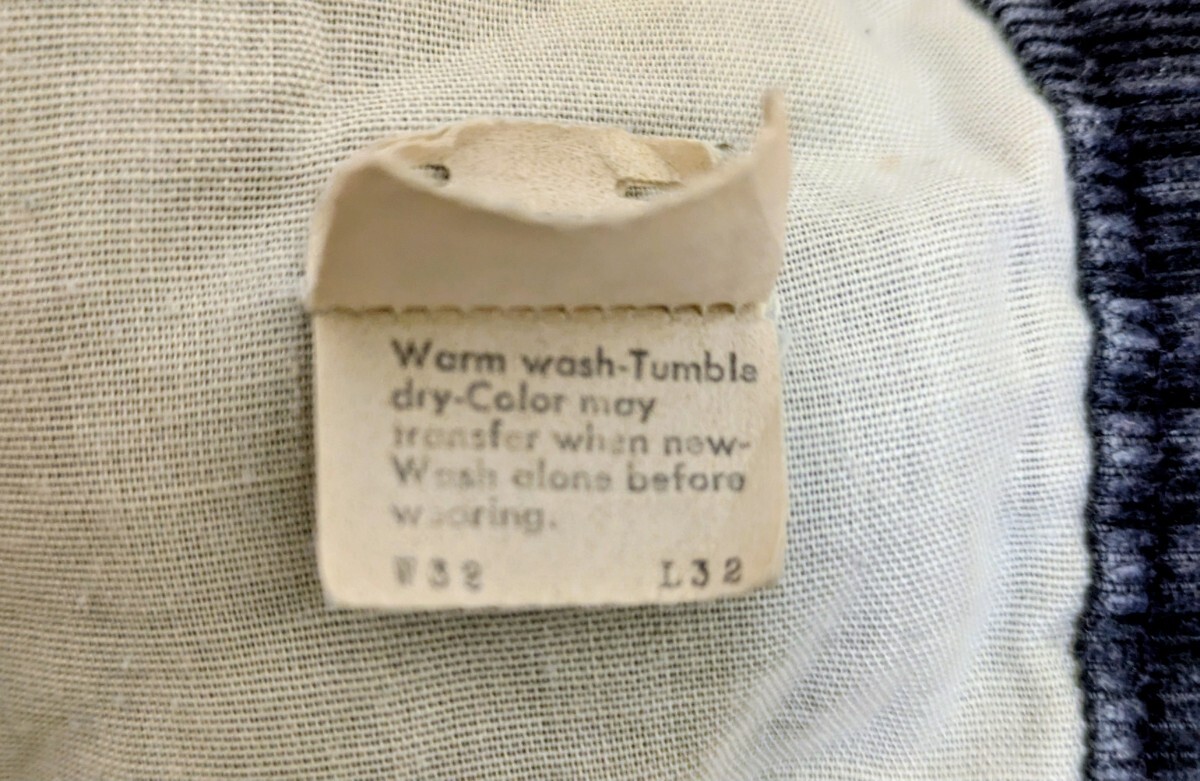 Warm wash-Tumble
dry-Color may
transfer when new-
Wash alone before
wearing.
W32 L32